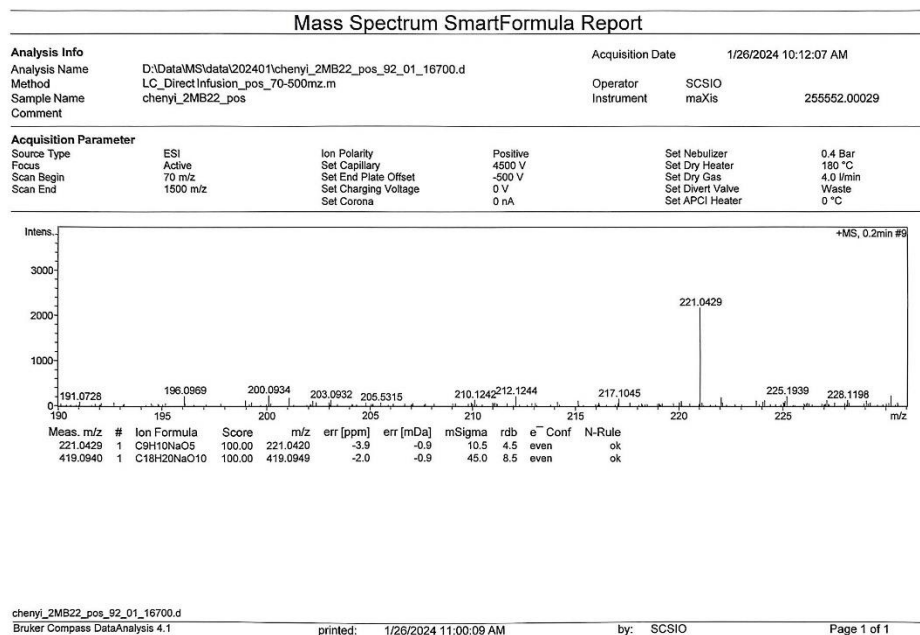 Mass Spectrum SmartFormula Report
Analysis Info Acquisition Date 1/26/2024 10:12:07 AM
Analysis Name D:\Data\MS\data\202401\chenyi_2MB22_pos_92_01_16700.d
Method LC_Direct Infusion_pos_70-500mz.m Operator SCSIO
Sample Name chenyi_2MB22_pos Instrument maXis 255552.00029
Comment
Acquisition Parameter
Source Type ESI Ion Polarity Positive Set Nebulizer 0.4 Bar
Focus Active Set Capillary 4500 V Set Dry Heater 180 °C
Scan Begin 70 m/z Set End Plate Offset -500 V Set Dry Gas 4.0 l/min
Scan End 1500 m/z Set Charging Voltage 0 V Set Divert Valve Waste
Set Corona 0 nA Set APCI Heater 0 °C
Intens. +MS, 0.2min #9
3000
221.0429
2000
1000
191.0728 196.0969 200.0934 203.0932 205.5315 210.1242 212.1244 217.1045 225.1939 228.1198
0
190 195 200 205 210 215 220 225 m/z
Meas. m/z # Ion Formula Score m/z err [ppm] err [mDa] mSigma rdb e¯ Conf N-Rule
221.0429 1 C9H10NaO5 100.00 221.0420 -3.9 -0.9 10.5 4.5 even ok
419.0940 1 C18H20NaO10 100.00 419.0949 -2.0 -0.9 45.0 8.5 even ok
chenyi_2MB22_pos_92_01_16700.d
Bruker Compass DataAnalysis 4.1 printed: 1/26/2024 11:00:09 AM by: SCSIO Page 1 of 1